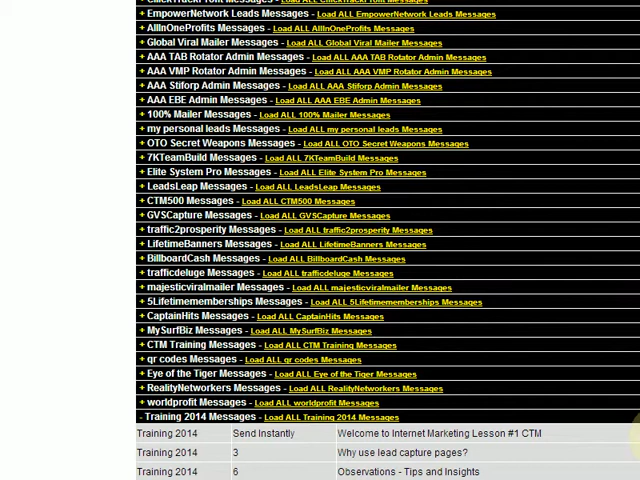 + ClickTrackProfit Messages - Load ALL ClickTrackProfit Messages
+ EmpowerNetwork Leads Messages - Load ALL EmpowerNetwork Leads Messages
+ AllInOneProfits Messages - Load ALL AllInOneProfits Messages
+ Global Viral Mailer Messages - Load ALL Global Viral Mailer Messages
+ AAA TAB Rotator Admin Messages - Load ALL AAA TAB Rotator Admin Messages
+ AAA VMP Rotator Admin Messages - Load ALL AAA VMP Rotator Admin Messages
+ AAA Stiforp Admin Messages - Load ALL AAA Stiforp Admin Messages
+ AAA EBE Admin Messages - Load ALL AAA EBE Admin Messages
+ 100% Mailer Messages - Load ALL 100% Mailer Messages
+ my personal leads Messages - Load ALL my personal leads Messages
+ OTO Secret Weapons Messages - Load ALL OTO Secret Weapons Messages
+ 7KTeamBuild Messages - Load ALL 7KTeamBuild Messages
+ Elite System Pro Messages - Load ALL Elite System Pro Messages
+ LeadsLeap Messages - Load ALL LeadsLeap Messages
+ CTM500 Messages - Load ALL CTM500 Messages
+ GVSCapture Messages - Load ALL GVSCapture Messages
+ traffic2prosperity Messages - Load ALL traffic2prosperity Messages
+ LifetimeBanners Messages - Load ALL LifetimeBanners Messages
+ BillboardCash Messages - Load ALL BillboardCash Messages
+ trafficdeluge Messages - Load ALL trafficdeluge Messages
+ majesticviralmailer Messages - Load ALL majesticviralmailer Messages
+ 5Lifetimememberships Messages - Load ALL 5Lifetimememberships Messages
+ CaptainHits Messages - Load ALL CaptainHits Messages
+ MySurfBiz Messages - Load ALL MySurfBiz Messages
+ CTM Training Messages - Load ALL CTM Training Messages
+ qr codes Messages - Load ALL qr codes Messages
+ Eye of the Tiger Messages - Load ALL Eye of the Tiger Messages
+ RealityNetworkers Messages - Load ALL RealityNetworkers Messages
+ worldprofit Messages - Load ALL worldprofit Messages
- Training 2014 Messages - Load ALL Training 2014 Messages
Training 2014 Send Instantly Welcome to Internet Marketing Lesson #1 CTM
Training 2014 3 Why use lead capture pages?
Training 2014 6 Observations - Tips and Insights